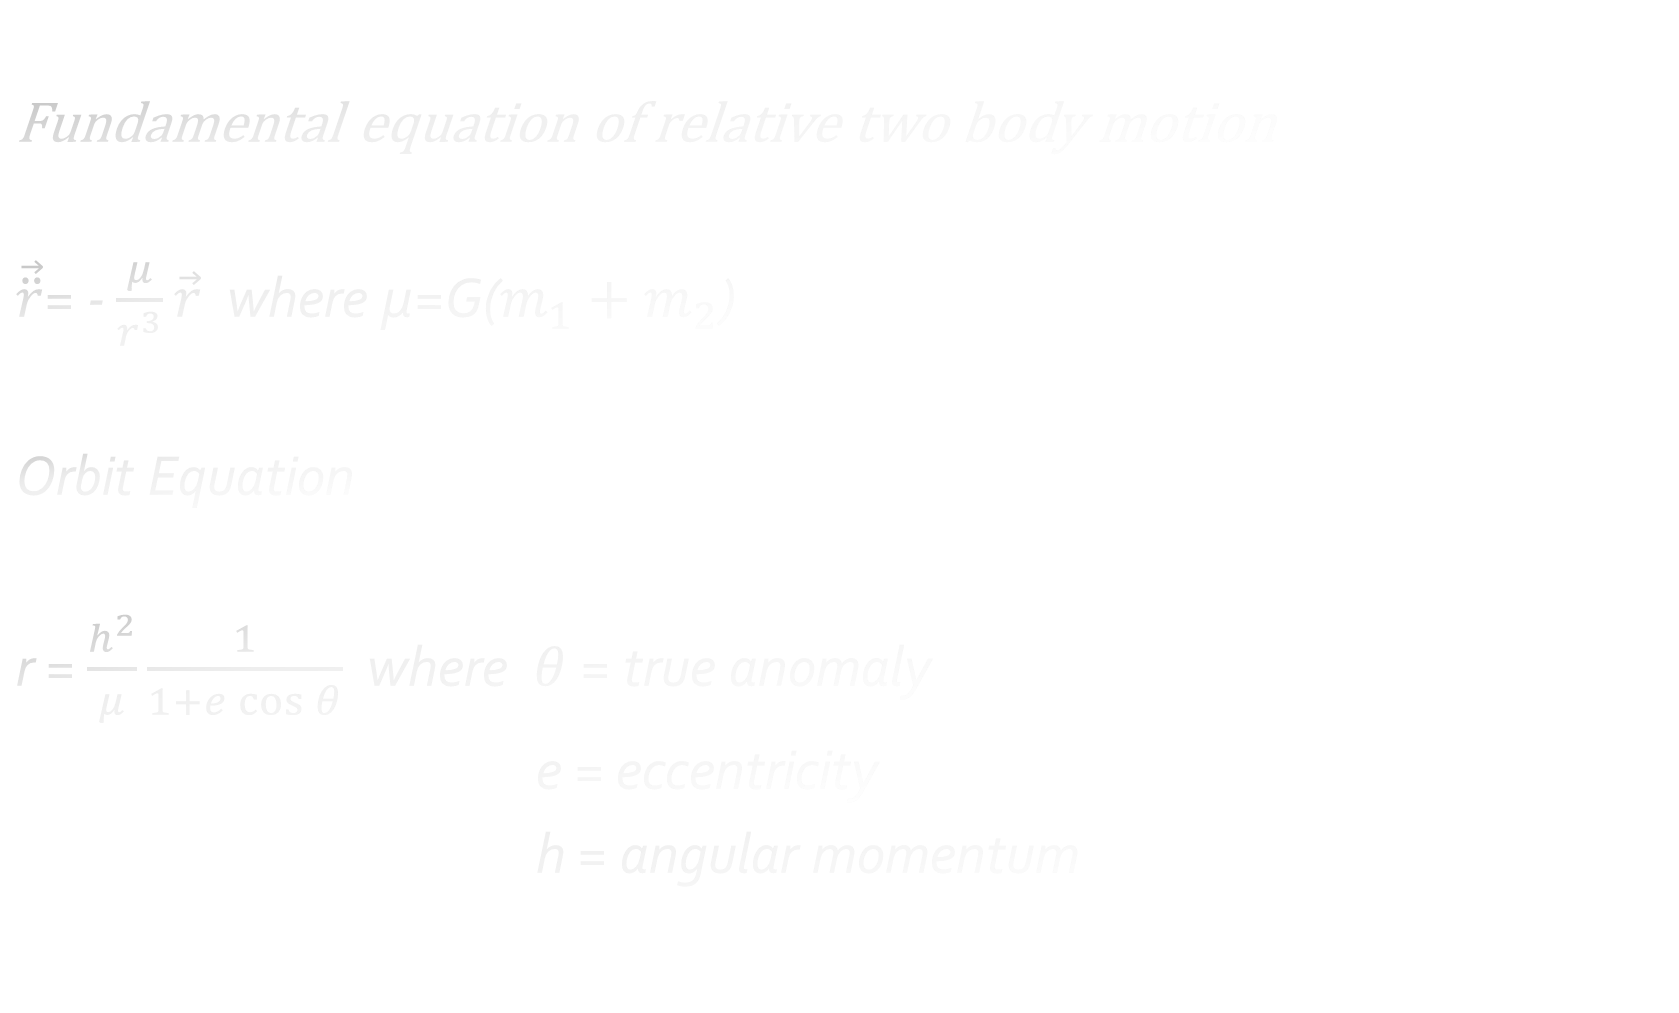 Fundamental equation of relative two body motion
r⃗̈ = - μ/r³ r⃗ where μ=G(m₁ + m₂)
Orbit Equation
r = h²/μ 1/(1+e cos θ) where θ = true anomaly
e = eccentricity
h = angular momentum